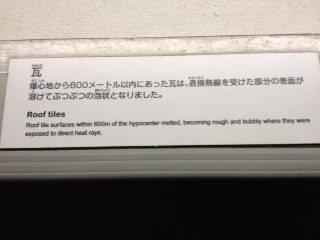 かわら
瓦
爆心地から600メートル以内にあった瓦は、直接熱線を受けた部分の表面が
溶けてぶつぶつの泡状となりました。
Roof tiles
Roof tile surfaces within 600m of the hypocenter melted, becoming rough and bubbly where they were
exposed to direct heat rays.